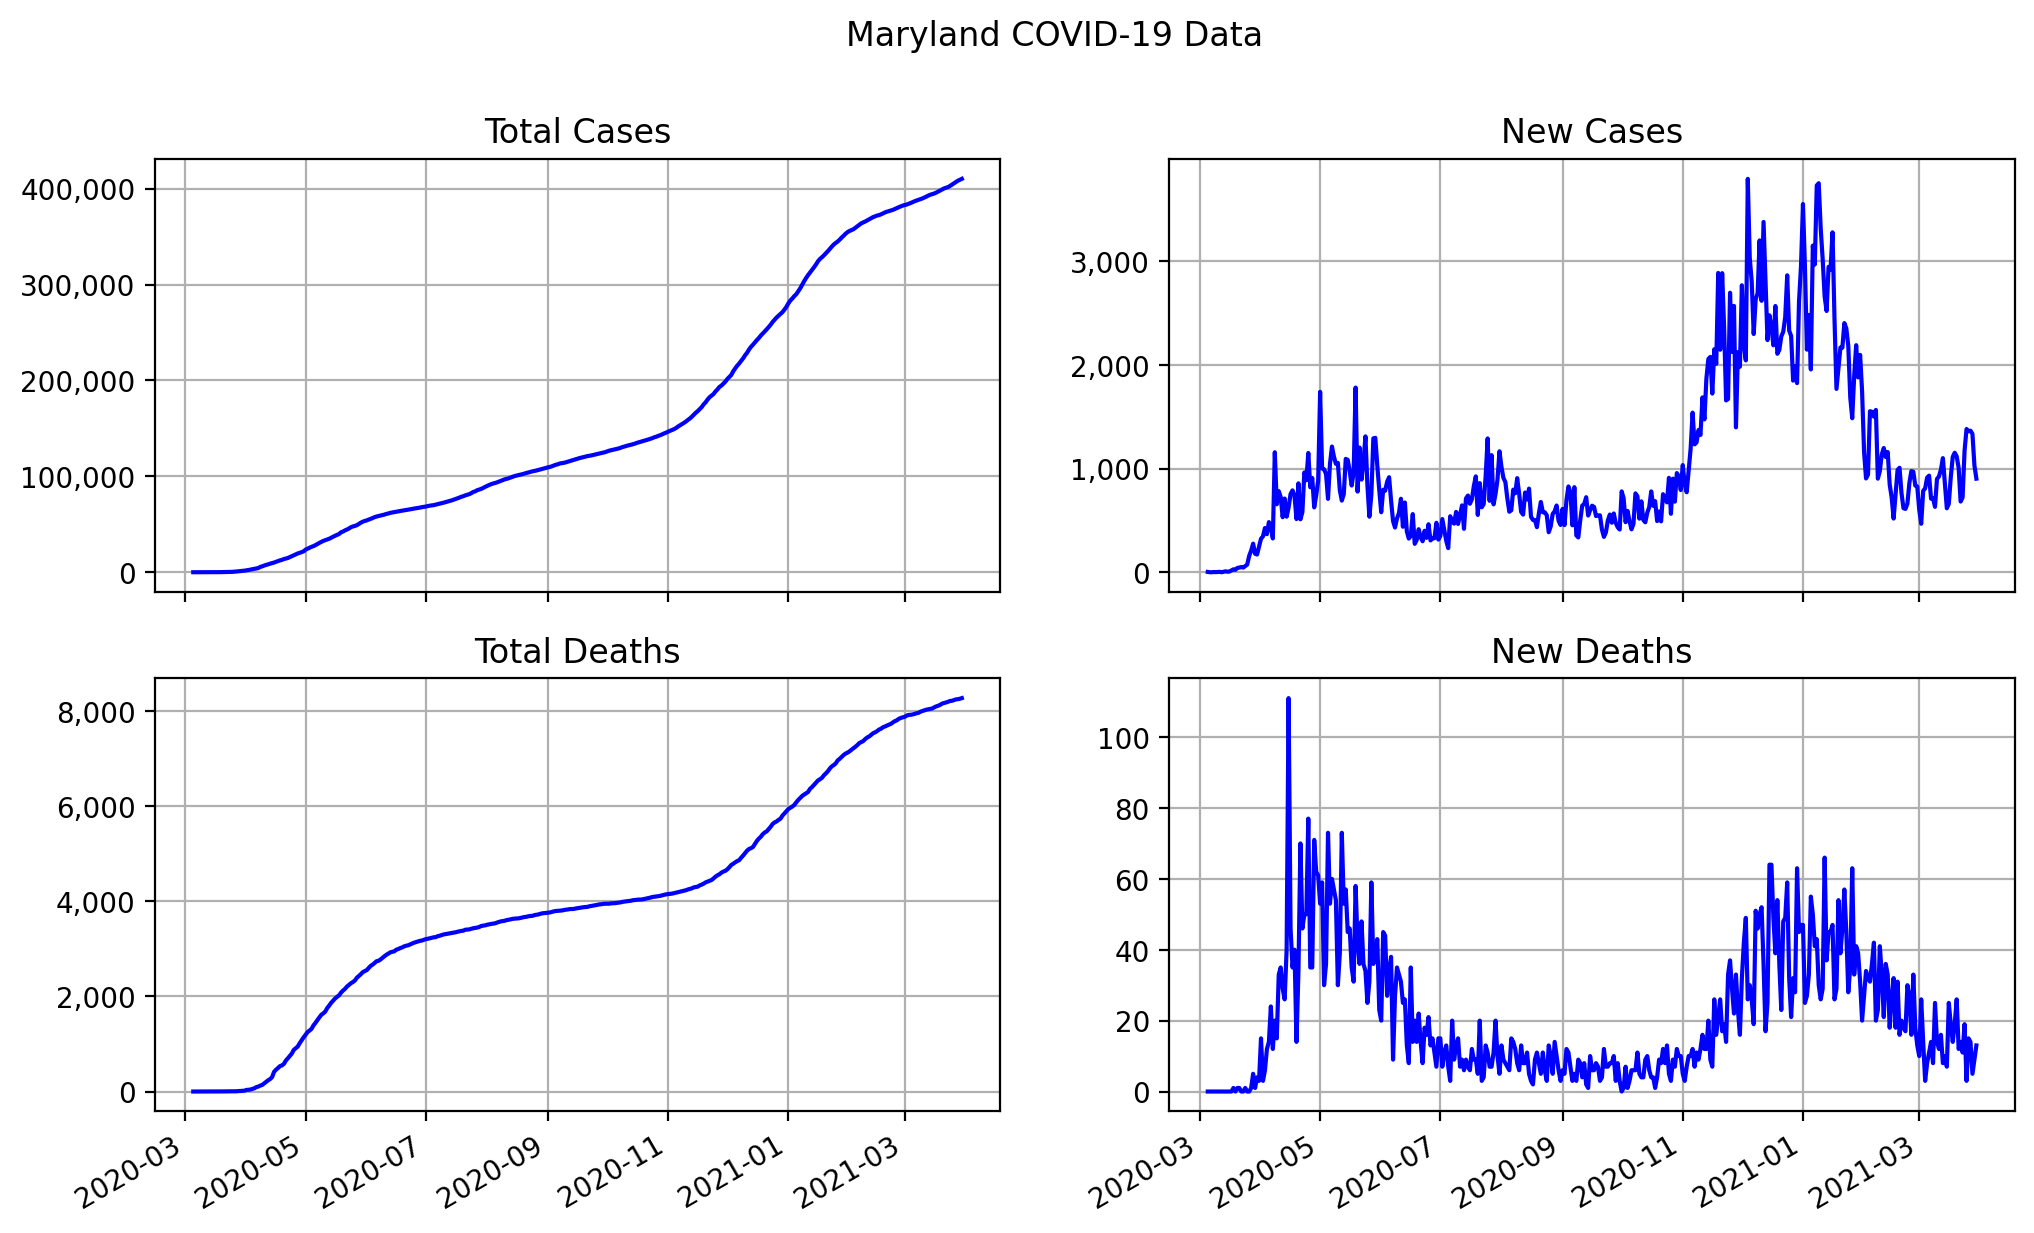 Maryland COVID-19 Data
Total Cases
400,000
300,000
200,000
100,000
0
New Cases
3,000
2,000
1,000
0
Total Deaths
8,000
6,000
4,000
2,000
0
2020-03 2020-05 2020-07 2020-09 2020-11 2021-01 2021-03
New Deaths
100
80
60
40
20
0
2020-03 2020-05 2020-07 2020-09 2020-11 2021-01 2021-03